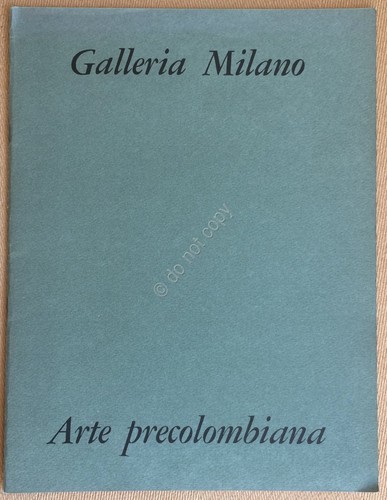 Galleria Milano
© do not copy
Arte precolombiana